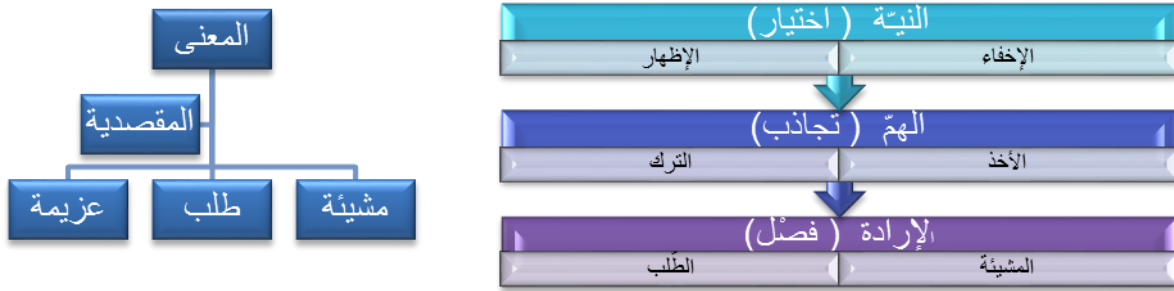 المعنى
المقصدية
مشيئة طلب عزيمة
النيّة ( اختيار)
الإخفاء الإظهار
الهمّ ( تجاذب)
الأخذ الترك
الإرادة ( فصْل)
المشيئة الطّلب